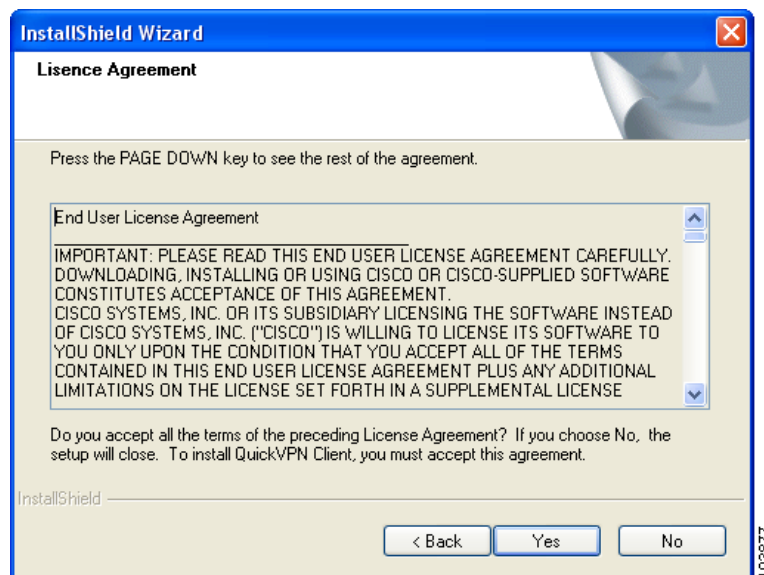 InstallShield Wizard
Lisence Agreement
Press the PAGE DOWN key to see the rest of the agreement.
End User License Agreement
IMPORTANT: PLEASE READ THIS END USER LICENSE AGREEMENT CAREFULLY.
DOWNLOADING, INSTALLING OR USING CISCO OR CISCO-SUPPLIED SOFTWARE
CONSTITUTES ACCEPTANCE OF THIS AGREEMENT.
CISCO SYSTEMS, INC. OR ITS SUBSIDIARY LICENSING THE SOFTWARE INSTEAD
OF CISCO SYSTEMS, INC. ("CISCO") IS WILLING TO LICENSE ITS SOFTWARE TO
YOU ONLY UPON THE CONDITION THAT YOU ACCEPT ALL OF THE TERMS
CONTAINED IN THIS END USER LICENSE AGREEMENT PLUS ANY ADDITIONAL
LIMITATIONS ON THE LICENSE SET FORTH IN A SUPPLEMENTAL LICENSE
Do you accept all the terms of the preceding License Agreement? If you choose No, the
setup will close. To install QuickVPN Client, you must accept this agreement.
InstallShield
< Back Yes No